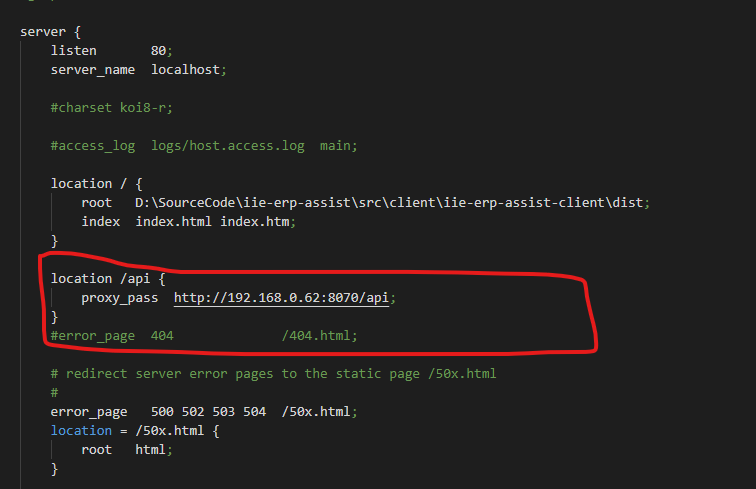 server {
listen 80;
server_name localhost;
#charset koi8-r;
#access_log logs/host.access.log main;
location / {
root D:\SourceCode\iie-erp-assist\src\client\iie-erp-assist-client\dist;
index index.html index.htm;
}
location /api {
proxy_pass http://192.168.0.62:8070/api;
}
#error_page 404 /404.html;
# redirect server error pages to the static page /50x.html
#
error_page 500 502 503 504 /50x.html;
location = /50x.html {
root html;
}